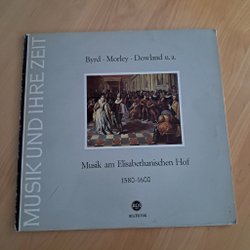 MUSIK UND IHRE ZEIT
Byrd · Morley · Dowland u.a.
Musik am Elisabethanischen Hof
1580-1600